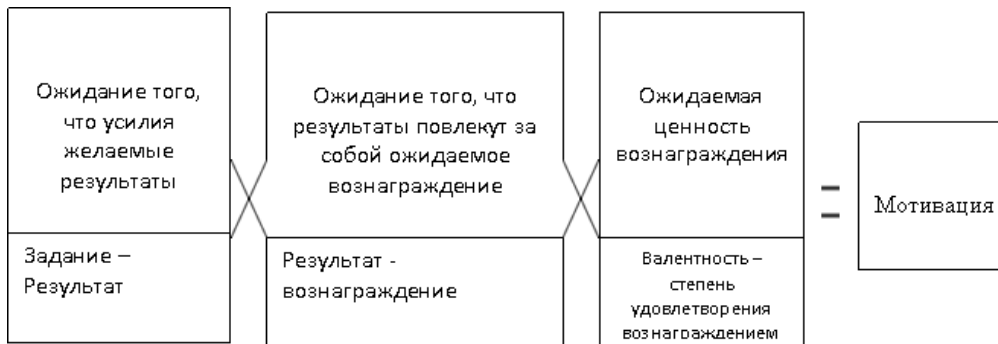 Ожидание того,
что усилия
желаемые
результаты
Задание –
Результат
Ожидание того, что
результаты повлекут за
собой ожидаемое
вознаграждение
Результат -
вознаграждение
Ожидаемая
ценность
вознаграждения
Валентность –
степень
удовлетворения
вознаграждением
=
Мотивация